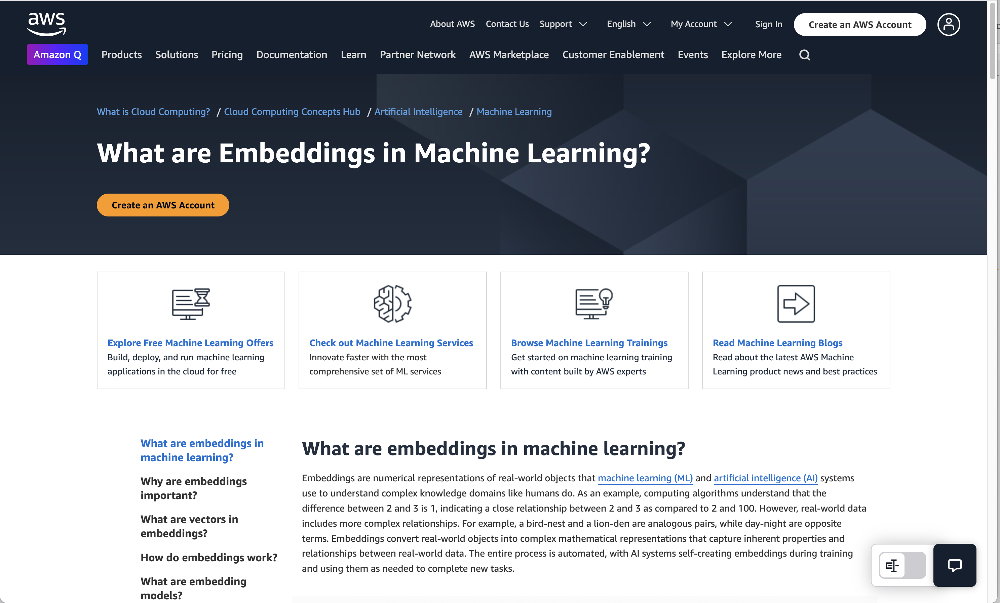 aws
About AWS Contact Us Support English My Account Sign In Create an AWS Account
Amazon Q Products Solutions Pricing Documentation Learn Partner Network AWS Marketplace Customer Enablement Events Explore More
What is Cloud Computing? / Cloud Computing Concepts Hub / Artificial Intelligence / Machine Learning
What are Embeddings in Machine Learning?
Create an AWS Account
Explore Free Machine Learning Offers
Build, deploy, and run machine learning
applications in the cloud for free
Check out Machine Learning Services
Innovate faster with the most
comprehensive set of ML services
Browse Machine Learning Trainings
Get started on machine learning training
with content built by AWS experts
Read Machine Learning Blogs
Read about the latest AWS Machine
Learning product news and best practices
What are embeddings in
machine learning?
Why are embeddings
important?
What are vectors in
embeddings?
How do embeddings work?
What are embedding
models?
What are embeddings in machine learning?
Embeddings are numerical representations of real-world objects that machine learning (ML) and artificial intelligence (AI) systems
use to understand complex knowledge domains like humans do. As an example, computing algorithms understand that the
difference between 2 and 3 is 1, indicating a close relationship between 2 and 3 as compared to 2 and 100. However, real-world data
includes more complex relationships. For example, a bird-nest and a lion-den are analogous pairs, while day-night are opposite
terms. Embeddings convert real-world objects into complex mathematical representations that capture inherent properties and
relationships between real-world data. The entire process is automated, with AI systems self-creating embeddings during training
and using them as needed to complete new tasks.